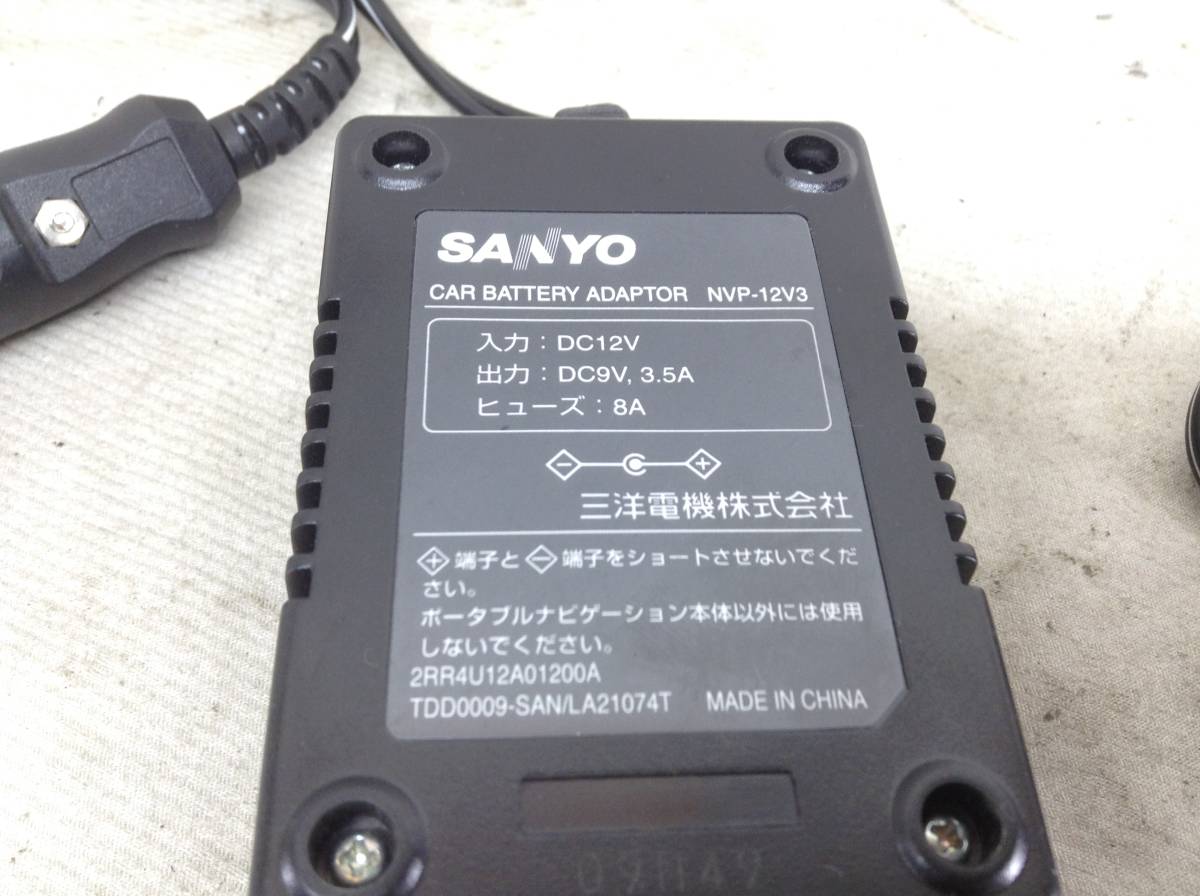 SANYO
CAR BATTERY ADAPTOR NVP-12V3
入力：DC12V
出力：DC9V, 3.5A
ヒューズ：8A
三洋電機株式会社
端子と 端子をショートさせないでくだ
さい。
ポータブルナビゲーション本体以外には使用
しないでください。
2RR4U12A01200A
TDD0009-SAN/LA21074T MADE IN CHINA